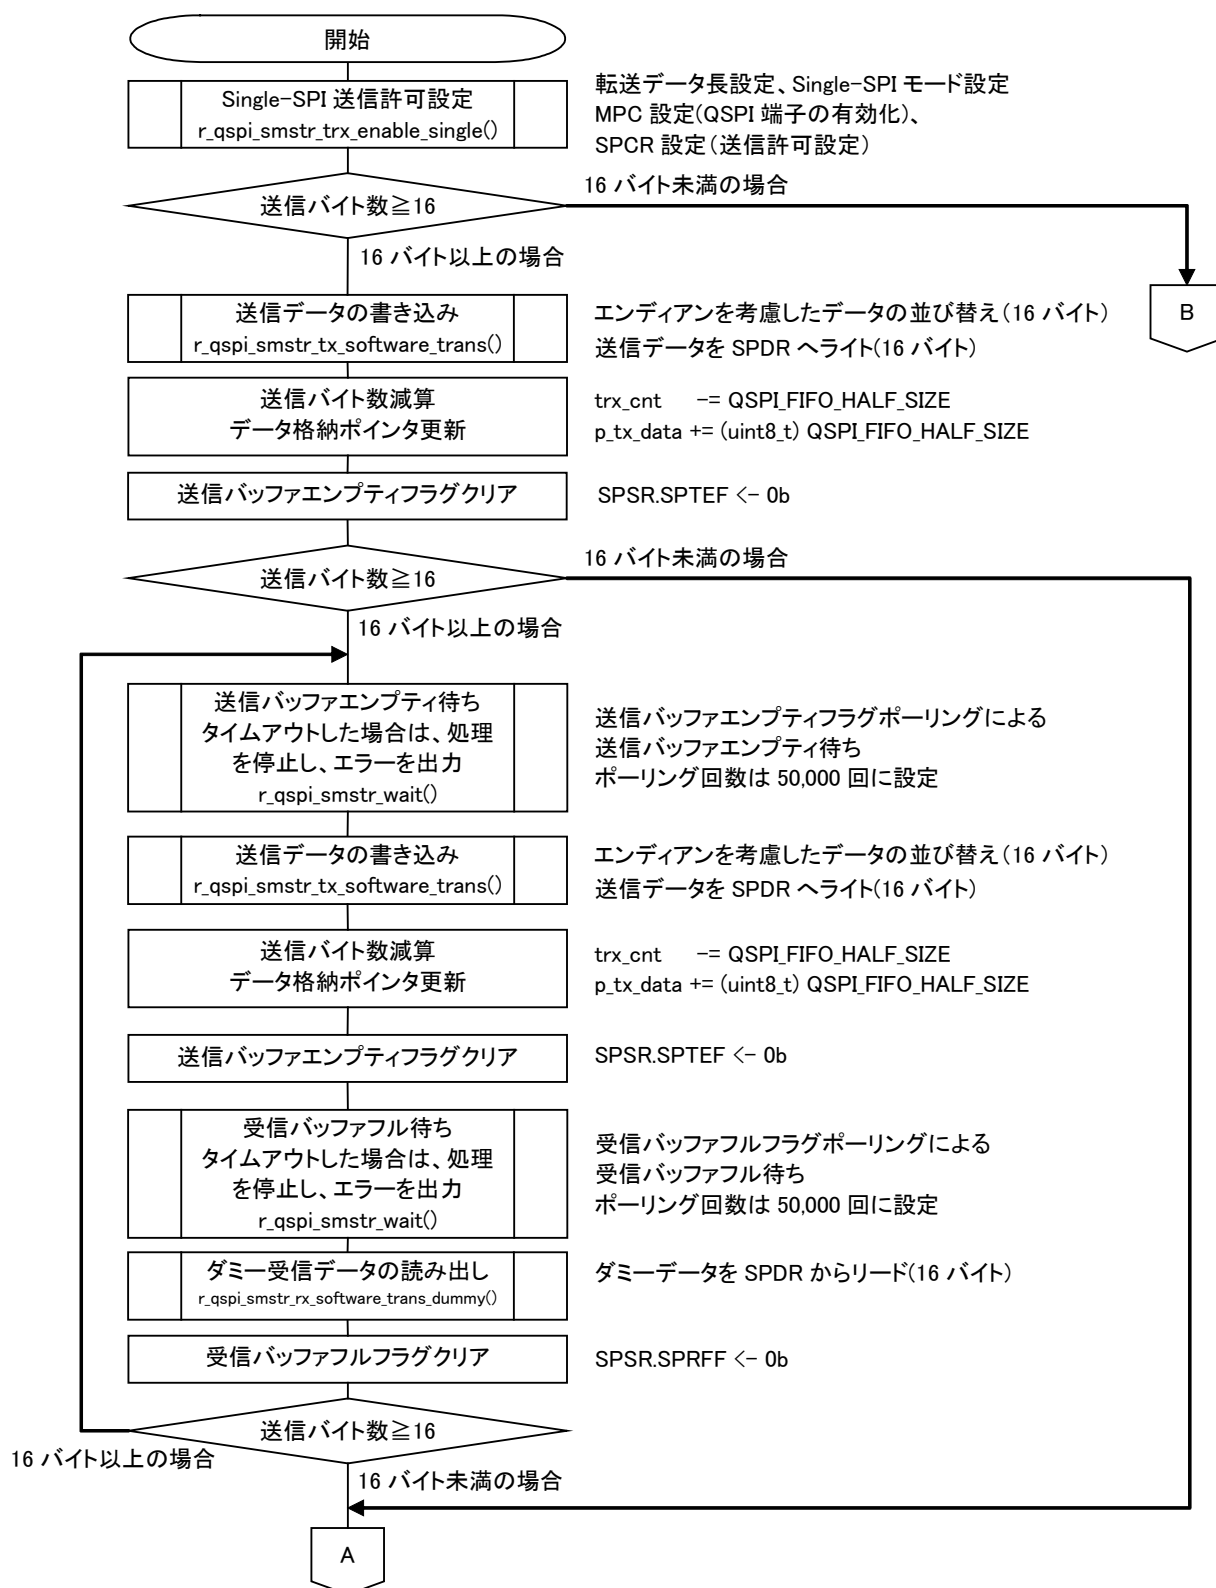 開始
Single-SPI 送信許可設定
r_qspi_smstr_trx_enable_single()
転送データ長設定、Single-SPI モード設定
MPC 設定(QSPI 端子の有効化)、
SPCR 設定（送信許可設定）
送信バイト数≧16
16 バイト未満の場合
16 バイト以上の場合
B
送信データの書き込み
r_qspi_smstr_tx_software_trans()
エンディアンを考慮したデータの並び替え（16 バイト）
送信データを SPDR へライト(16 バイト)
送信バイト数減算
データ格納ポインタ更新
trx_cnt -= QSPI_FIFO_HALF_SIZE
p_tx_data += (uint8_t) QSPI_FIFO_HALF_SIZE
送信バッファエンプティフラグクリア
SPSR.SPTEF <- 0b
送信バイト数≧16
16 バイト未満の場合
16 バイト以上の場合
送信バッファエンプティ待ち
タイムアウトした場合は、処理
を停止し、エラーを出力
r_qspi_smstr_wait()
送信バッファエンプティフラグポーリングによる
送信バッファエンプティ待ち
ポーリング回数は 50,000 回に設定
送信データの書き込み
r_qspi_smstr_tx_software_trans()
エンディアンを考慮したデータの並び替え（16 バイト）
送信データを SPDR へライト(16 バイト)
送信バイト数減算
データ格納ポインタ更新
trx_cnt -= QSPI_FIFO_HALF_SIZE
p_tx_data += (uint8_t) QSPI_FIFO_HALF_SIZE
送信バッファエンプティフラグクリア
SPSR.SPTEF <- 0b
受信バッファフル待ち
タイムアウトした場合は、処理
を停止し、エラーを出力
r_qspi_smstr_wait()
受信バッファフルフラグポーリングによる
受信バッファフル待ち
ポーリング回数は 50,000 回に設定
ダミー受信データの読み出し
r_qspi_smstr_rx_software_trans_dummy()
ダミーデータを SPDR からリード(16 バイト)
受信バッファフルフラグクリア
SPSR.SPRFF <- 0b
送信バイト数≧16
16 バイト以上の場合
16 バイト未満の場合
A